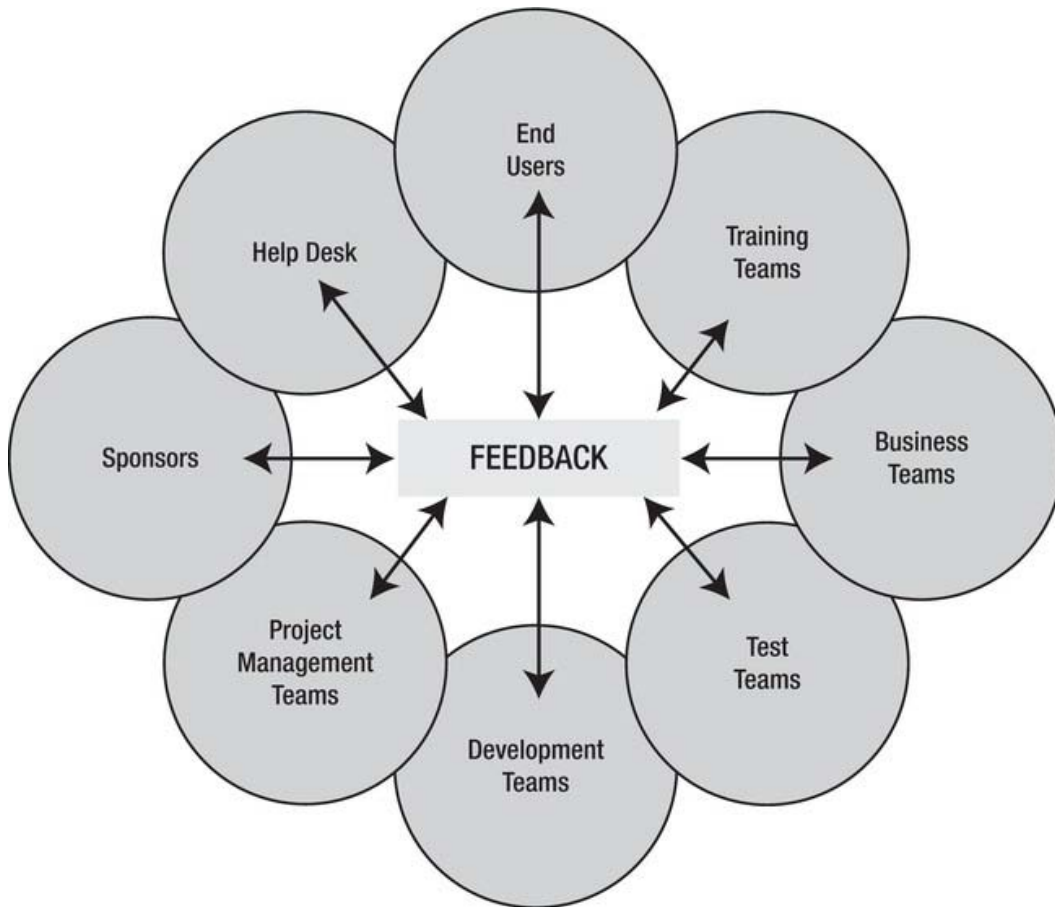 End
Users
Help Desk
Training
Teams
Sponsors
FEEDBACK
Business
Teams
Project
Management
Teams
Test
Teams
Development
Teams